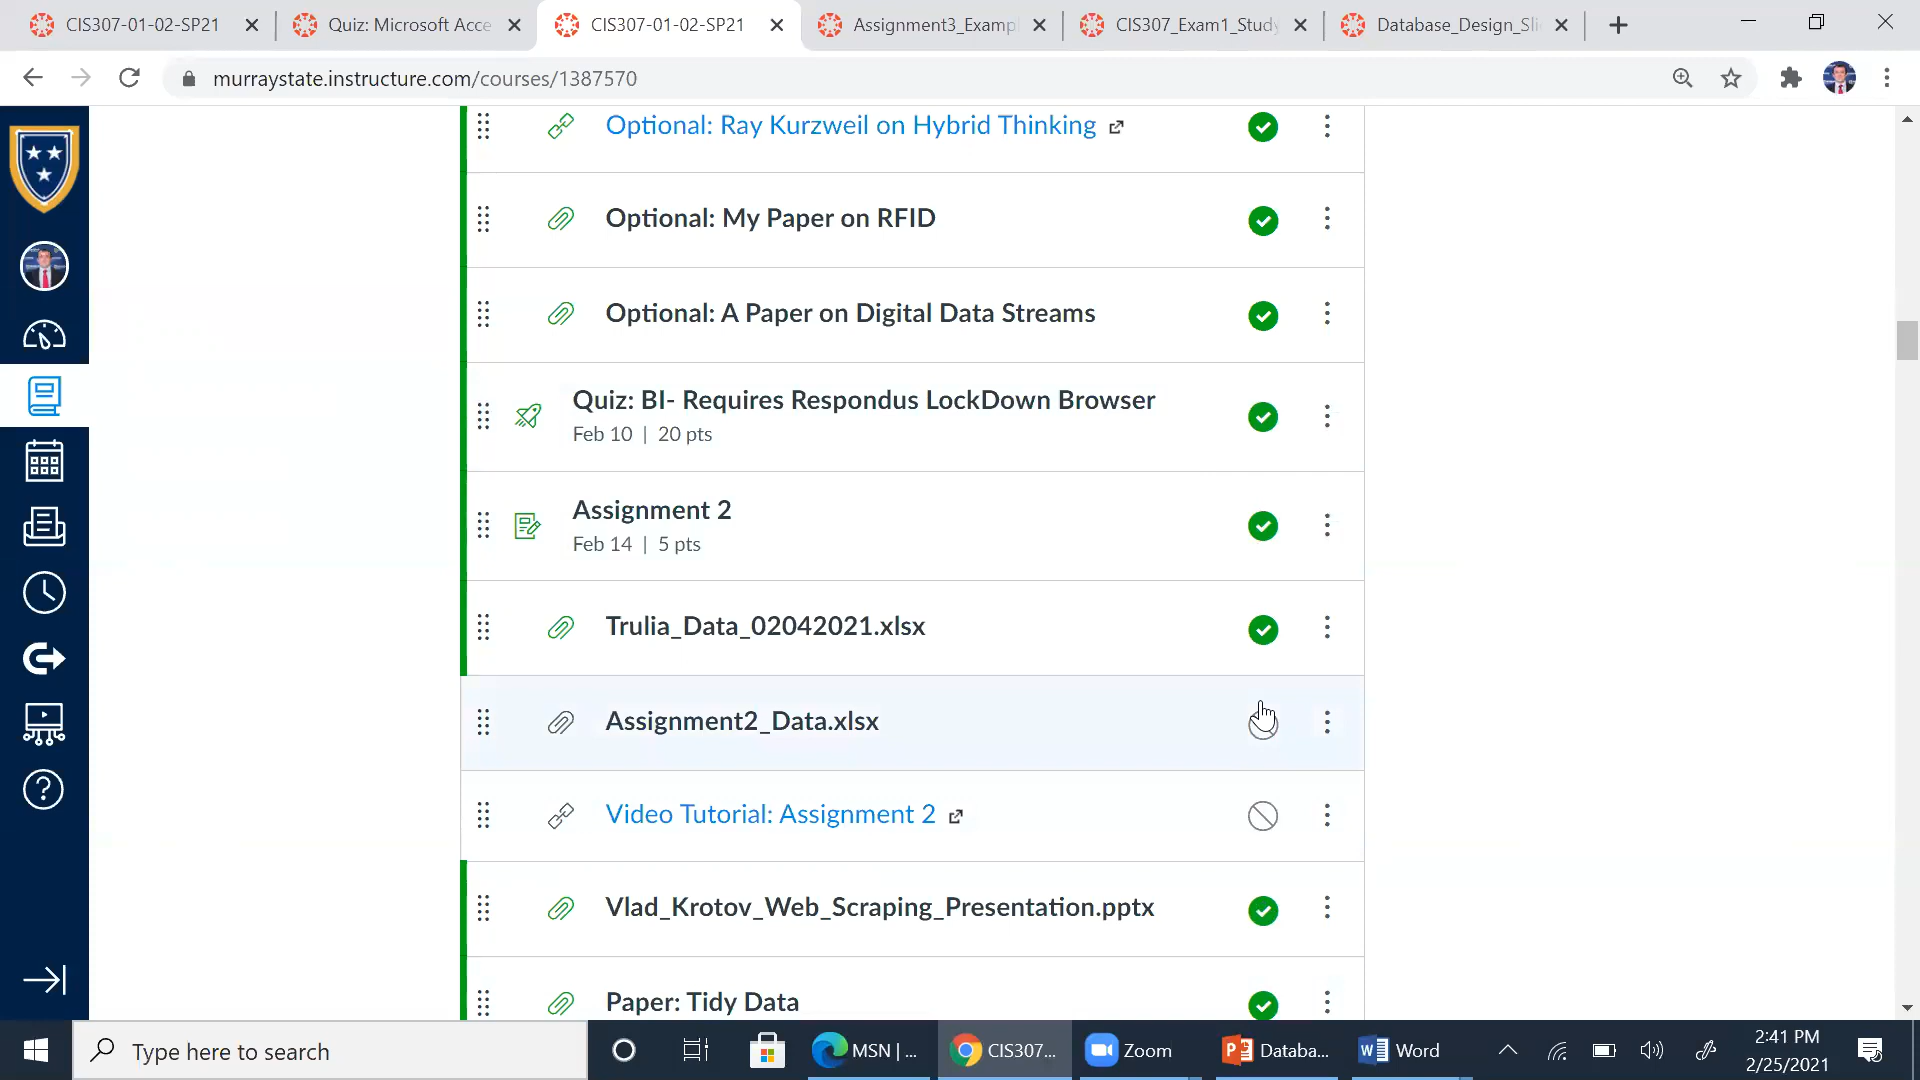 CIS307-01-02-SP21
Quiz: Microsoft Acce
CIS307-01-02-SP21
Assignment3_Examp
CIS307_Exam1_Study
Database_Design_Sli
murraystate.instructure.com/courses/1387570
Optional: Ray Kurzweil on Hybrid Thinking
Optional: My Paper on RFID
Optional: A Paper on Digital Data Streams
Quiz: BI- Requires Respondus LockDown Browser
Feb 10 | 20 pts
Assignment 2
Feb 14 | 5 pts
Trulia_Data_02042021.xlsx
Assignment2_Data.xlsx
Video Tutorial: Assignment 2
Vlad_Krotov_Web_Scraping_Presentation.pptx
Paper: Tidy Data
Type here to search
MSN | ...
CIS307...
Zoom
Databa...
Word
2:41 PM
2/25/2021